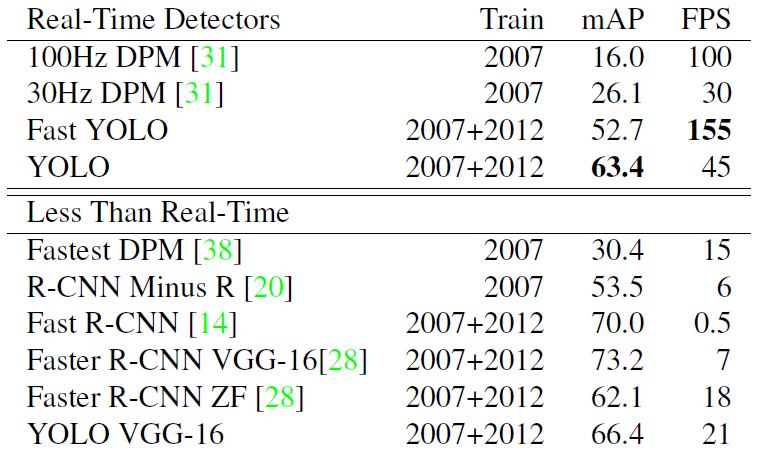 Real-Time Detectors Train mAP FPS
100Hz DPM [31] 2007 16.0 100
30Hz DPM [31] 2007 26.1 30
Fast YOLO 2007+2012 52.7 155
YOLO 2007+2012 63.4 45
Less Than Real-Time
Fastest DPM [38] 2007 30.4 15
R-CNN Minus R [20] 2007 53.5 6
Fast R-CNN [14] 2007+2012 70.0 0.5
Faster R-CNN VGG-16[28] 2007+2012 73.2 7
Faster R-CNN ZF [28] 2007+2012 62.1 18
YOLO VGG-16 2007+2012 66.4 21